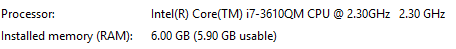 Processor: Intel(R) Core(TM) i7-3610QM CPU @ 2.30GHz 2.30 GHz
Installed memory (RAM): 6.00 GB (5.90 GB usable)